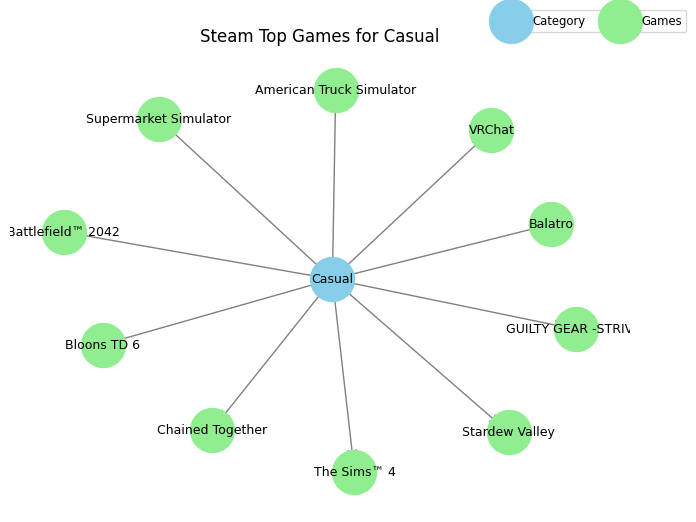 Category
Games
Steam Top Games for Casual
American Truck Simulator
Supermarket Simulator
VRChat
Balatro
Battlefield™ 2042
Casual
GUILTY GEAR -STRIV
Bloons TD 6
Chained Together
Stardew Valley
The Sims™ 4